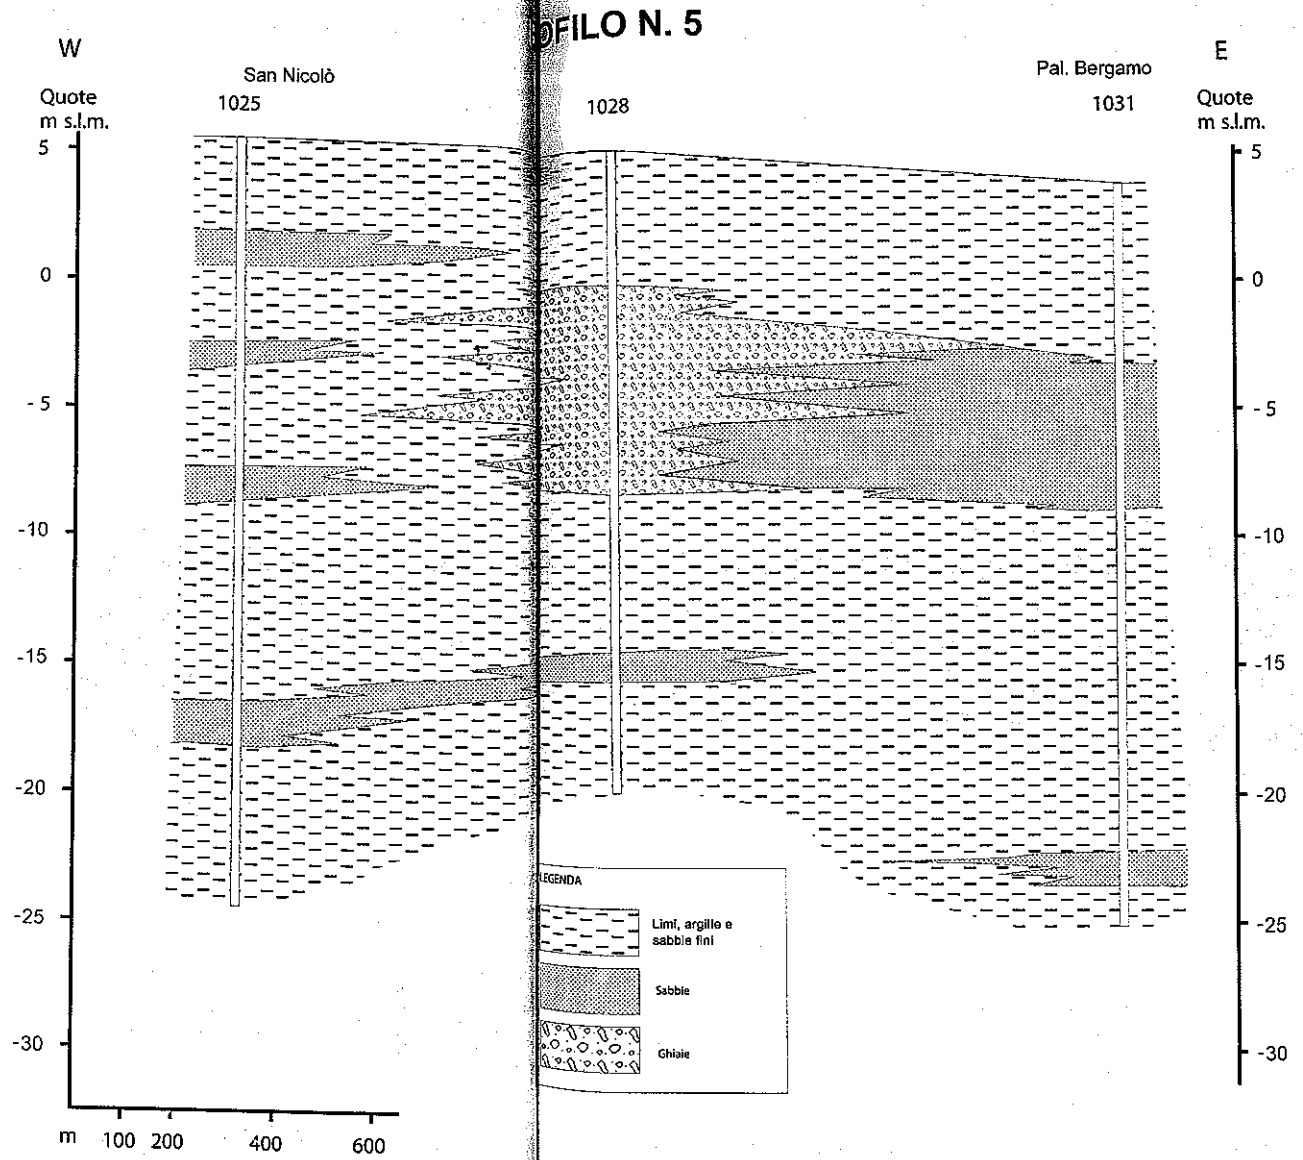 OFILO N. 5
W
E
San Nicolò
Pal. Bergamo
1025
1028
1031
Quote
m s.l.m.
Quote
m s.l.m.
5
0
- 5
-10
-15
-20
-25
-30
5
0
- 5
-10
-15
-20
-25
-30
LEGENDA
Limi, argille e
sabbie fini
Sabbie
Ghiaie
m 100 200 400 600